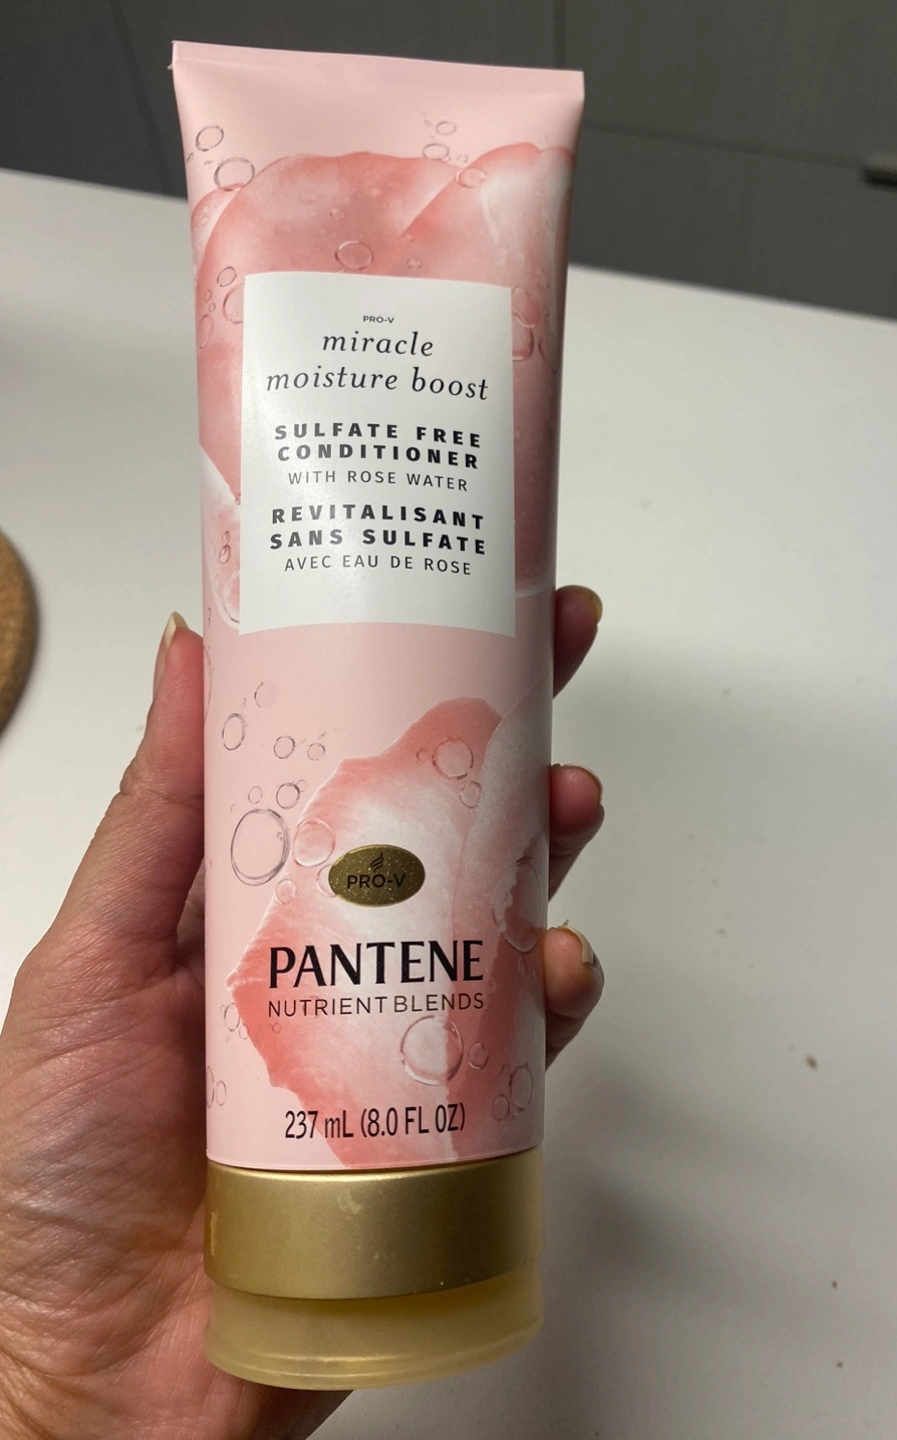 PRO-V
miracle
moisture boost
SULFATE FREE
CONDITIONER
WITH ROSE WATER
REVITALISANT
SANS SULFATE
AVEC EAU DE ROSE
PRO-V
PANTENE
NUTRIENT BLENDS
237 mL (8.0 FL OZ)